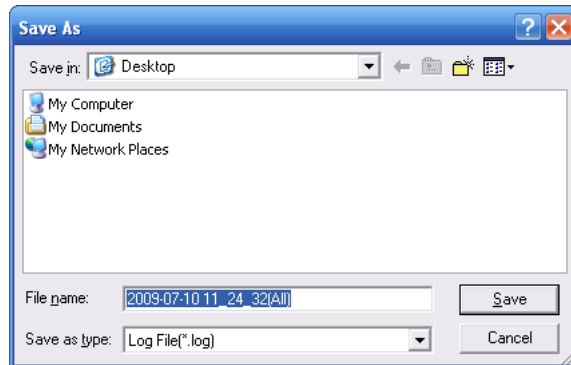 Save As
Save in: Desktop
My Computer
My Documents
My Network Places
File name: 2009-07-10 11_24_32(All)
Save
Save as type: Log File(*.log)
Cancel